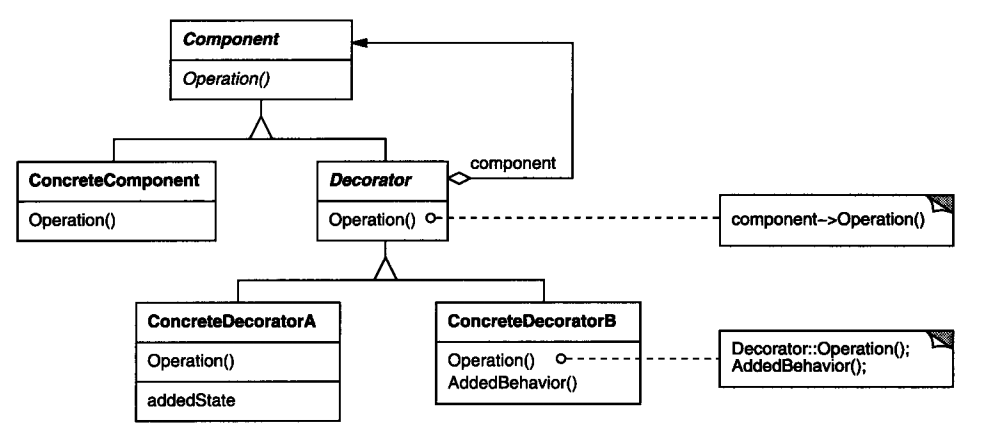 Component
Operation()
component
ConcreteComponent
Operation()
Decorator
Operation()
component->Operation()
ConcreteDecoratorA
Operation()
addedState
ConcreteDecoratorB
Operation()
AddedBehavior()
Decorator::Operation();
AddedBehavior();